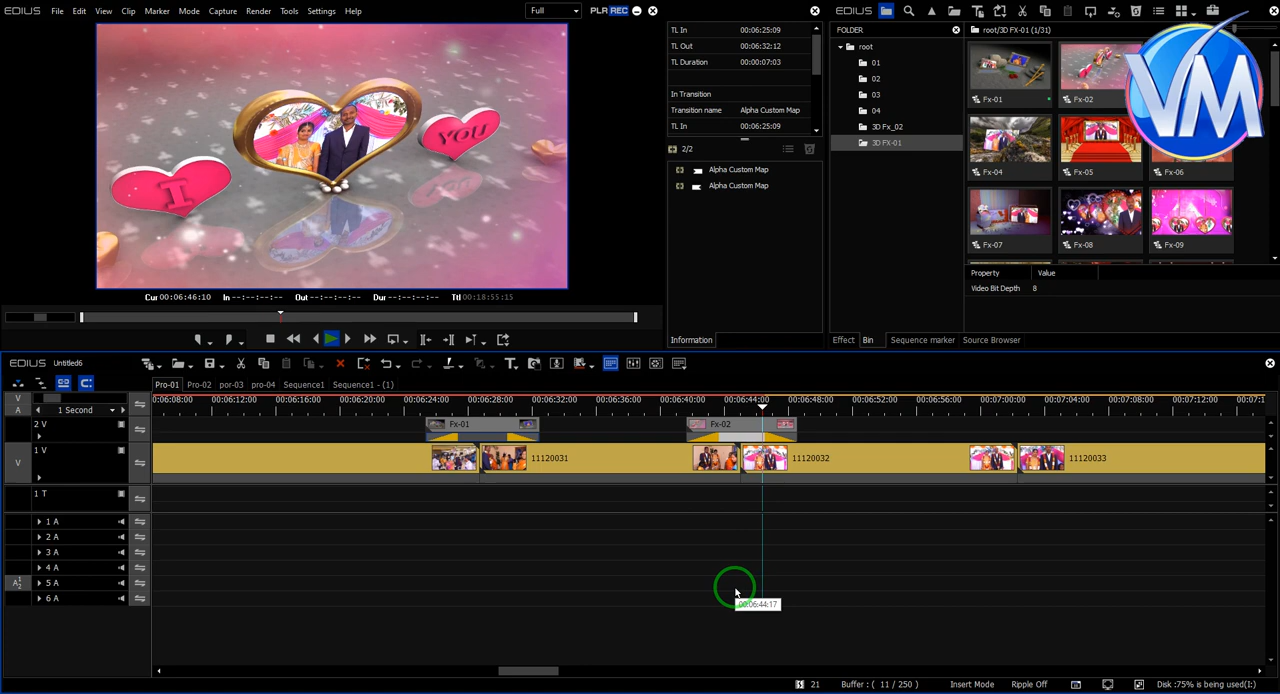 EDIUS File Edit View Clip Marker Mode Capture Render Tools Settings Help Full PLR REC
I
YOU
Cur 00:06:46:10 In --:--:--:-- Out --:--:--:-- Dur --:--:--:-- Ttl 00:18:55:15
TL In 00:06:25:09
TL Out 00:06:32:12
TL Duration 00:00:07:03
In Transition
Transition name Alpha Custom Map
TL In 00:06:25:09
2/2
Alpha Custom Map
Alpha Custom Map
Information
EDIUS
FOLDER
root
01
02
03
04
3D Fx_02
3D FX-01
root/3D FX-01 (1/31)
Fx-01 Fx-02
VM
Fx-04 Fx-05 Fx-06
Fx-07 Fx-08 Fx-09
Property Value
Video Bit Depth 8
Effect Bin Sequence marker Source Browser
EDIUS Untitled6
Pro-01 Pro-02 por-03 pro-04 Sequence1 Sequence1 - (1)
V
A
1 Second
0:06:08:00 00:06:12:00 00:06:16:00 00:06:20:00 00:06:24:00 00:06:28:00 00:06:32:00 00:06:36:00 00:06:40:00 00:06:44:00 00:06:48:00 00:06:52:00 00:06:56:00 00:07:00:00 00:07:04:00 00:07:08:00 00:07:12:00 00:07:1
2 V Fx-01 Fx-02
V 1 V 11120031 11120032 11120033
1 T
1 A
2 A
3 A
4 A
A 1 2 5 A
6 A
00:06:44:17
21 Buffer : ( 11 / 250 ) Insert Mode Ripple Off Disk :75% is being used(I:)